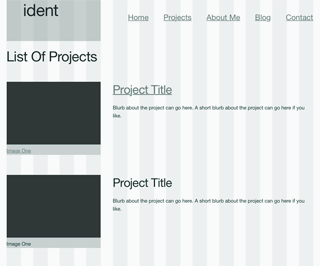 ident
Home Projects About Me Blog Contact
List Of Projects
Project Title
Blurb about the project can go here. A short blurb about the project can go here if you
like.
Image One
Project Title
Blurb about the project can go here. A short blurb about the project can go here if you
like.
Image One